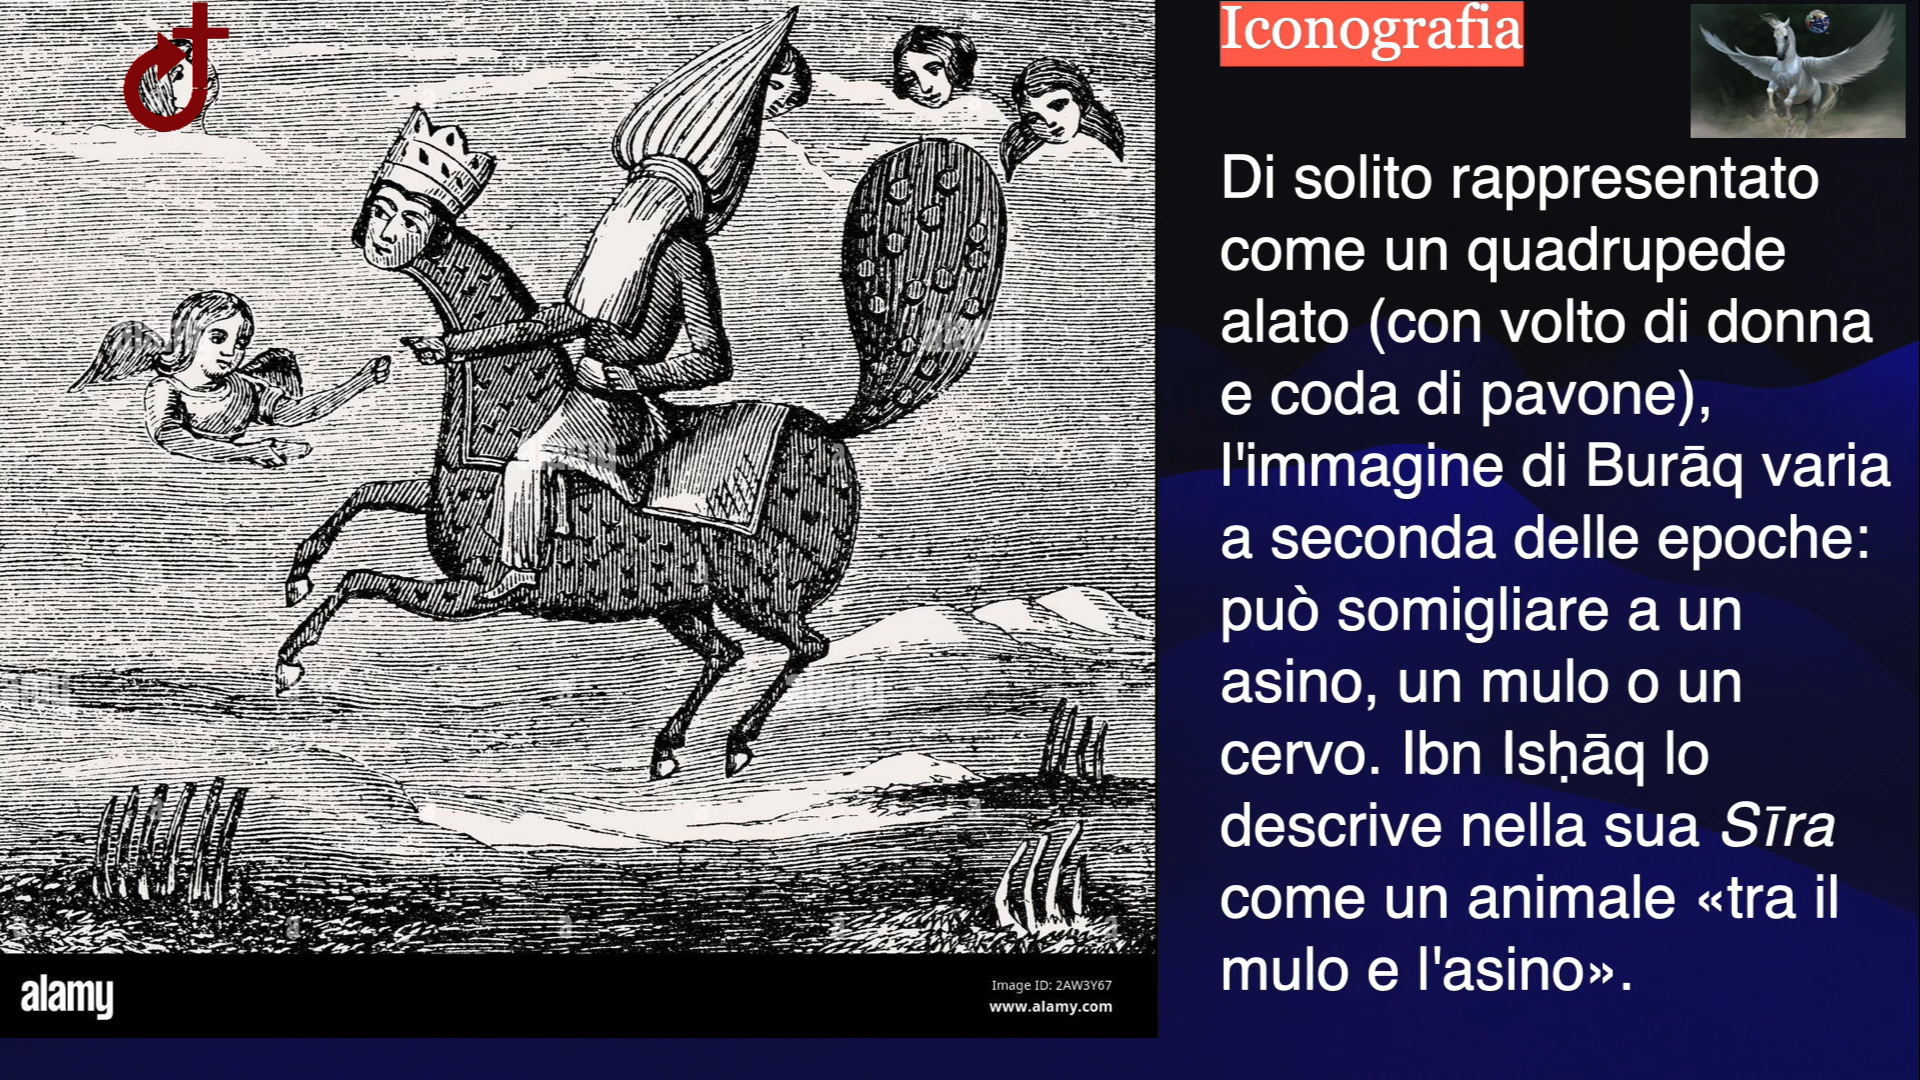 Iconografia
Di solito rappresentato
come un quadrupede
alato (con volto di donna
e coda di pavone),
l'immagine di Burāq varia
a seconda delle epoche:
può somigliare a un
asino, un mulo o un
cervo. Ibn Isḥāq lo
descrive nella sua Sīra
come un animale «tra il
mulo e l'asino».
alamy
Image ID: 2AW3Y67
www.alamy.com